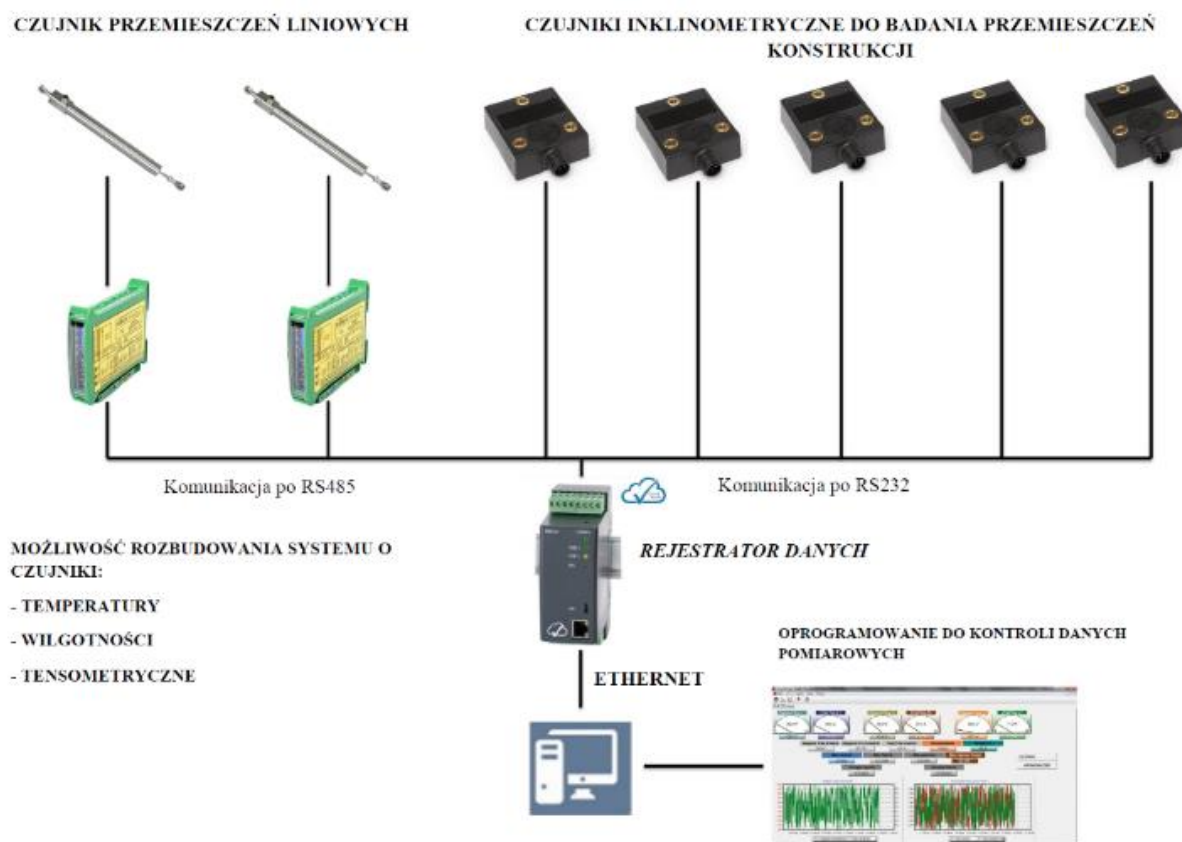 CZUJNIK PRZEMIESZCZEŃ LINIOWYCH
CZUJNIKI INKLINOMETRYCZNE DO BADANIA PRZEMIESZCZEŃ
KONSTRUKCJI
Komunikacja po RS485
Komunikacja po RS232
REJESTRATOR DANYCH
MOŻLIWOŚĆ ROZBUDOWANIA SYSTEMU O
CZUJNIKI:
- TEMPERATURY
- WILGOTNOŚCI
- TENSOMETRYCZNE
ETHERNET
OPROGRAMOWANIE DO KONTROLI DANYCH
POMIAROWYCH